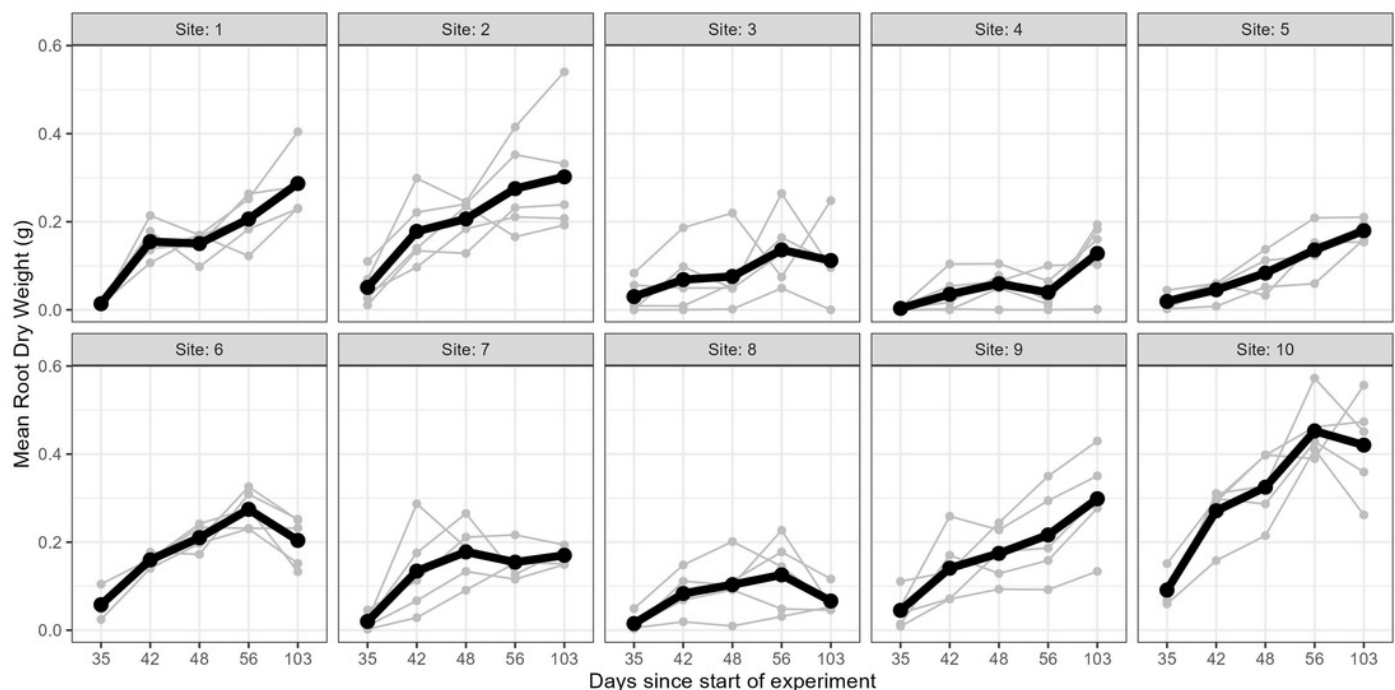 Site: 1 Site: 2 Site: 3 Site: 4 Site: 5
0.6
0.4
0.2
0.0
Site: 6 Site: 7 Site: 8 Site: 9 Site: 10
0.6
0.4
0.2
0.0
35 42 48 56 103 35 42 48 56 103 35 42 48 56 103 35 42 48 56 103 35 42 48 56 103
Mean Root Dry Weight (g)
Days since start of experiment